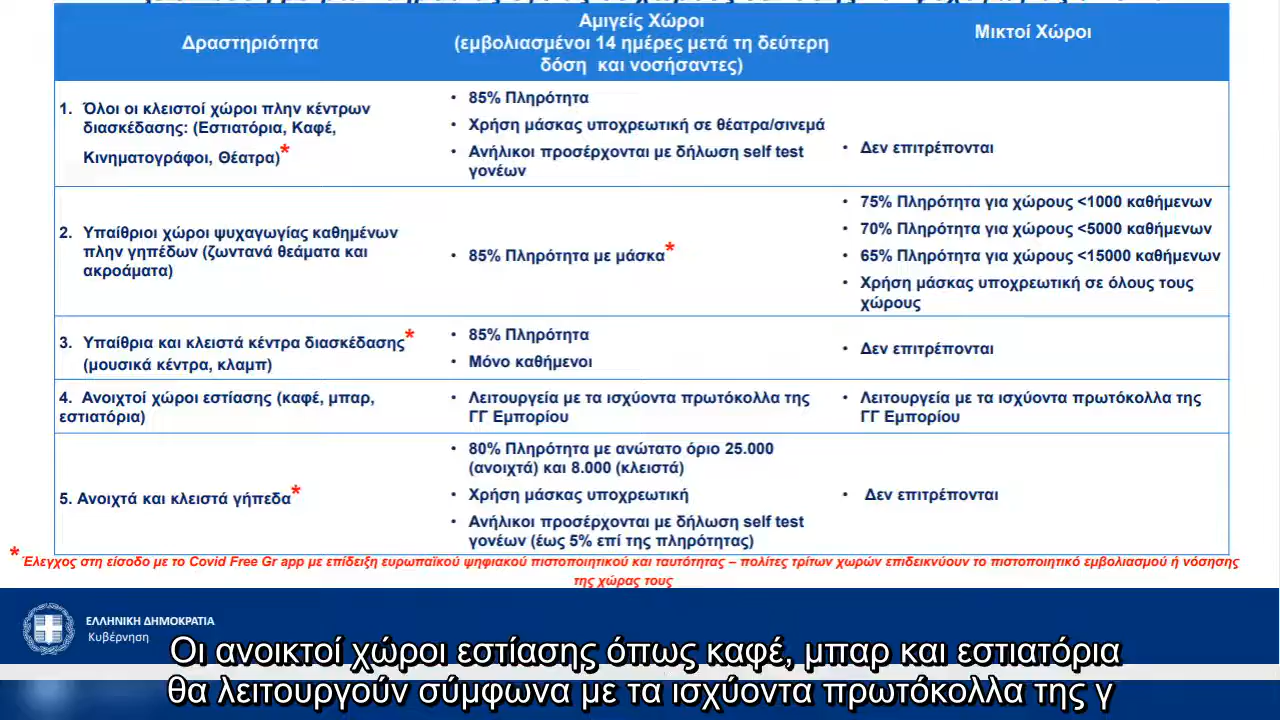 Δραστηριότητα
Αμιγείς Χώροι
(εμβολιασμένοι 14 ημέρες μετά τη δεύτερη
δόση και νοσήσαντες)
Μικτοί Χώροι
1. Όλοι οι κλειστοί χώροι πλην κέντρων
διασκέδασης: (Εστιατόρια, Καφέ,
Κινηματογράφοι, Θέατρα)*
• 85% Πληρότητα
• Χρήση μάσκας υποχρεωτική σε θέατρα/σινεμά
• Ανήλικοι προσέρχονται με δήλωση self test
γονέων
• Δεν επιτρέπονται
2. Υπαίθριοι χώροι ψυχαγωγίας καθημένων
πλην γηπέδων (ζωντανά θεάματα και
ακροάματα)
• 85% Πληρότητα με μάσκα*
• 75% Πληρότητα για χώρους <1000 καθήμενων
• 70% Πληρότητα για χώρους <5000 καθήμενων
• 65% Πληρότητα για χώρους <15000 καθήμενων
• Χρήση μάσκας υποχρεωτική σε όλους τους
χώρους
3. Υπαίθρια και κλειστά κέντρα διασκέδασης*
(μουσικά κέντρα, κλαμπ)
• 85% Πληρότητα
• Μόνο καθήμενοι
• Δεν επιτρέπονται
4. Ανοιχτοί χώροι εστίασης (καφέ, μπαρ,
εστιατόρια)
• Λειτουργεία με τα ισχύοντα πρωτόκολλα της
ΓΓ Εμπορίου
• Λειτουργεία με τα ισχύοντα πρωτόκολλα της
ΓΓ Εμπορίου
5. Ανοιχτά και κλειστά γήπεδα*
• 80% Πληρότητα με ανώτατο όριο 25.000
(ανοιχτά) και 8.000 (κλειστά)
• Χρήση μάσκας υποχρεωτική
• Ανήλικοι προσέρχονται με δήλωση self test
γονέων (έως 5% επί της πληρότητας)
• Δεν επιτρέπονται
* Έλεγχος στη είσοδο με το Covid Free Gr app με επίδειξη ευρωπαϊκού ψηφιακού πιστοποιητικού και ταυτότητας – πολίτες τρίτων χωρών επιδεικνύουν το πιστοποιητικό εμβολιασμού ή νόσησης
της χώρας τους
ΕΛΛΗΝΙΚΗ ΔΗΜΟΚΡΑΤΙΑ
Κυβέρνηση
Οι ανοικτοί χώροι εστίασης όπως καφέ, μπαρ και εστιατόρια
θα λειτουργούν σύμφωνα με τα ισχύοντα πρωτόκολλα της γ